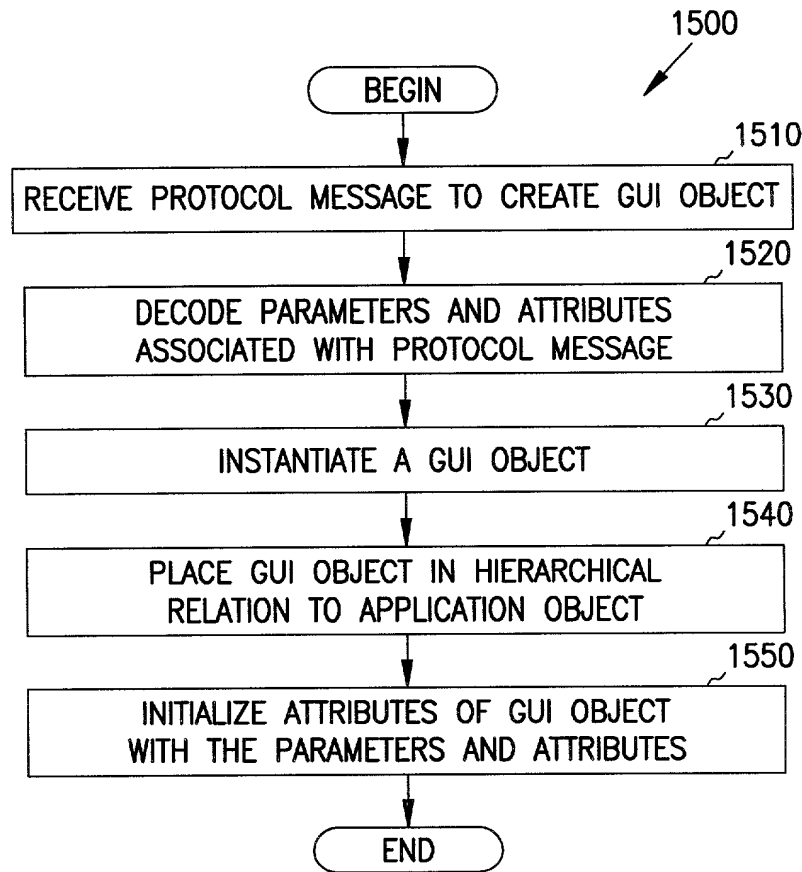 1500
BEGIN
1510
RECEIVE PROTOCOL MESSAGE TO CREATE GUI OBJECT
1520
DECODE PARAMETERS AND ATTRIBUTES
ASSOCIATED WITH PROTOCOL MESSAGE
1530
INSTANTIATE A GUI OBJECT
1540
PLACE GUI OBJECT IN HIERARCHICAL
RELATION TO APPLICATION OBJECT
1550
INITIALIZE ATTRIBUTES OF GUI OBJECT
WITH THE PARAMETERS AND ATTRIBUTES
END